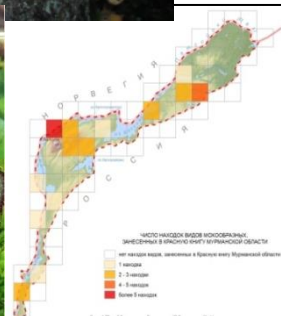 НОРВЕГИЯ
РОССИЯ
ЧИСЛО НАХОДОК ВИДОВ МОХООБРАЗНЫХ,
ЗАНЕСЕННЫХ В КРАСНУЮ КНИГУ МУРМАНСКОЙ ОБЛАСТИ
нет находок видов, занесенных в Красную книгу Мурманской области
1 находка
2 - 3 находки
4 - 5 находок
более 5 находок